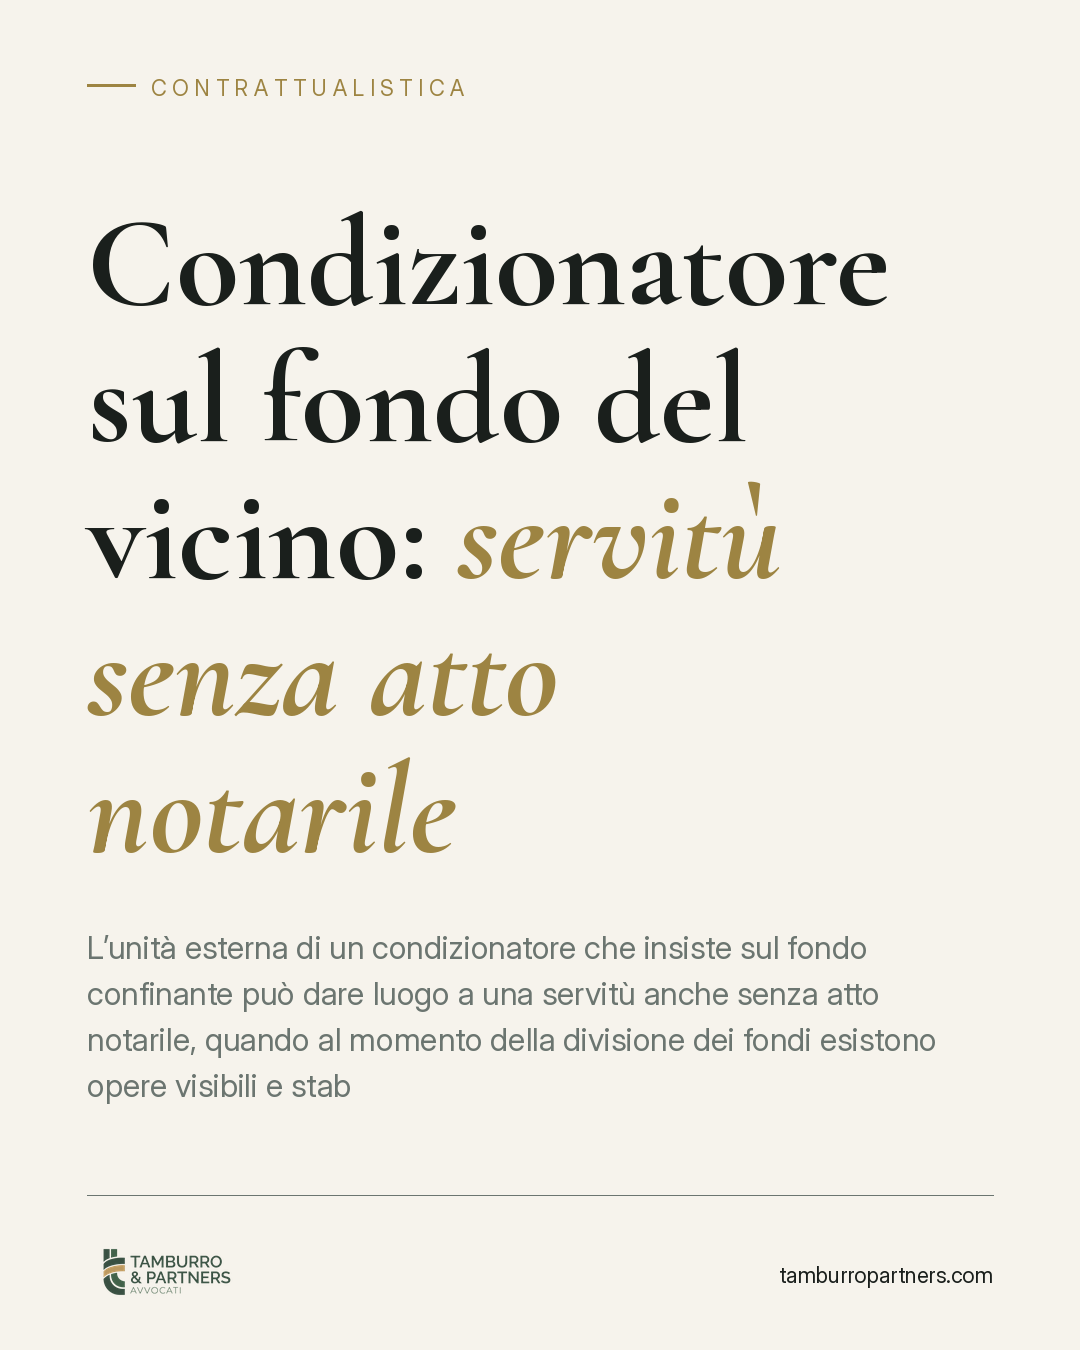 CONTRATTUALISTICA
Condizionatore
sul fondo del
vicino: servitù
senza atto
notarile
L’unità esterna di un condizionatore che insiste sul fondo
confinante può dare luogo a una servitù anche senza atto
notarile, quando al momento della divisione dei fondi esistono
opere visibili e stab
TAMBURRO
& PARTNERS
AVVOCATI
tamburropartners.com